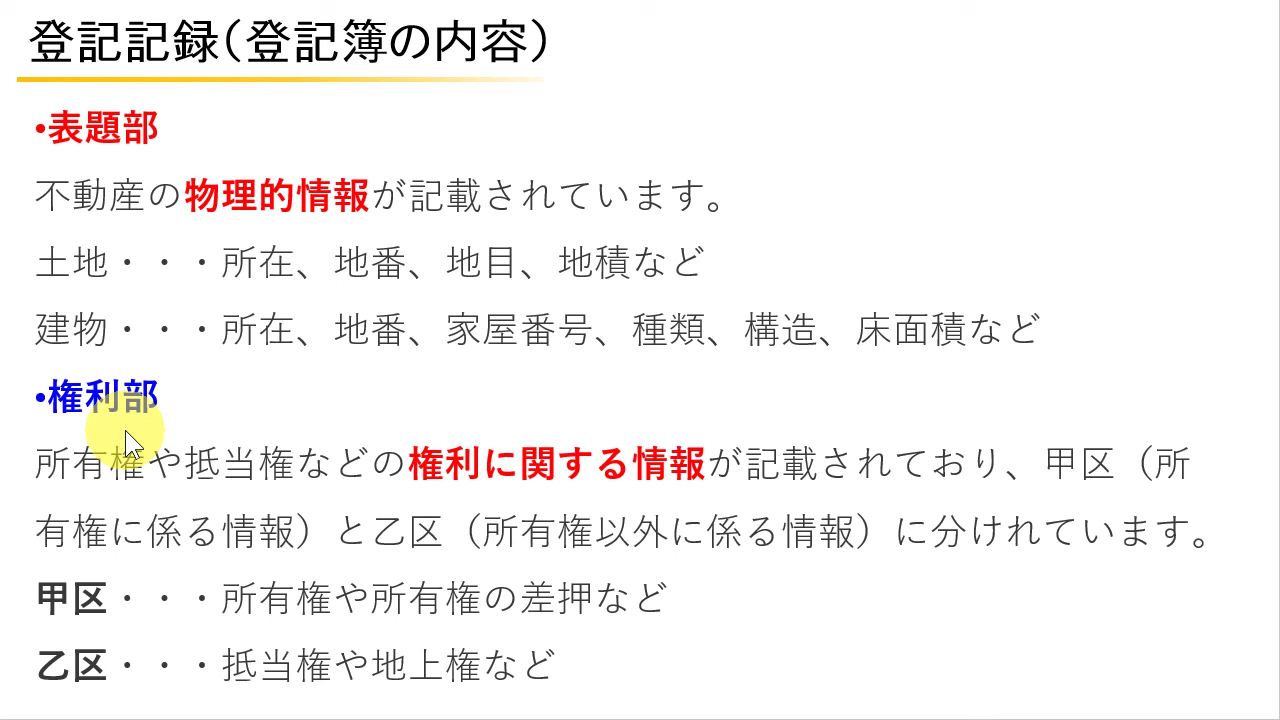 登記記録(登記簿の内容)
•表題部
不動産の物理的情報が記載されています。
土地・・・所在、地番、地目、地積など
建物・・・所在、地番、家屋番号、種類、構造、床面積など
•権利部
所有権や抵当権などの権利に関する情報が記載されており、甲区（所
有権に係る情報）と乙区（所有権以外に係る情報）に分けれています。
甲区・・・所有権や所有権の差押など
乙区・・・抵当権や地上権など